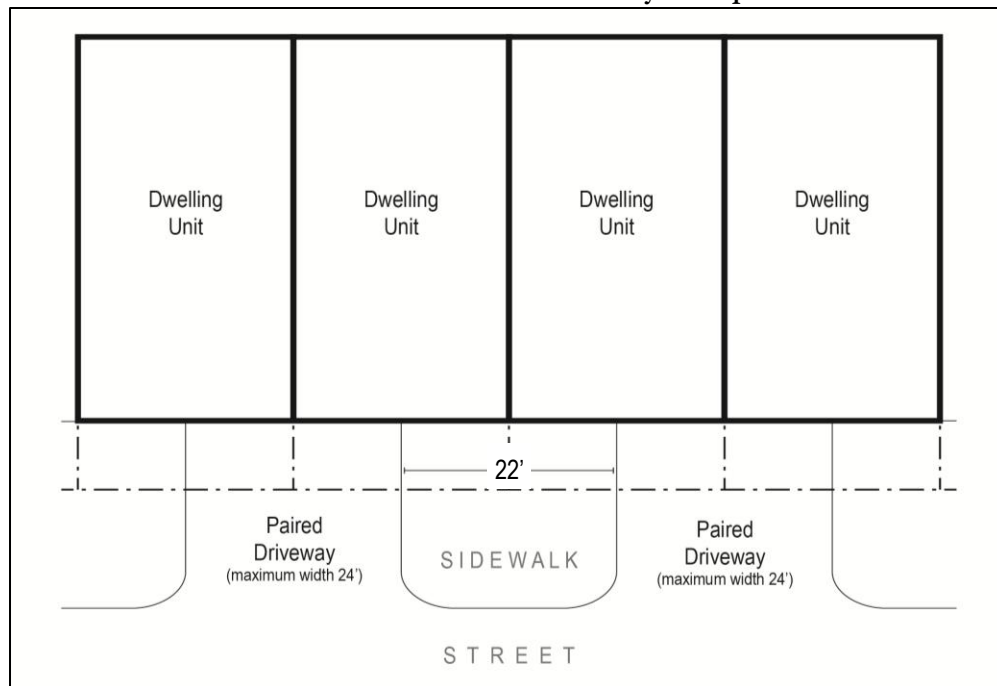 Dwelling
Unit
Dwelling
Unit
Dwelling
Unit
Dwelling
Unit
22’
Paired
Driveway
(maximum width 24’)
SIDEWALK
Paired
Driveway
(maximum width 24’)
STREET